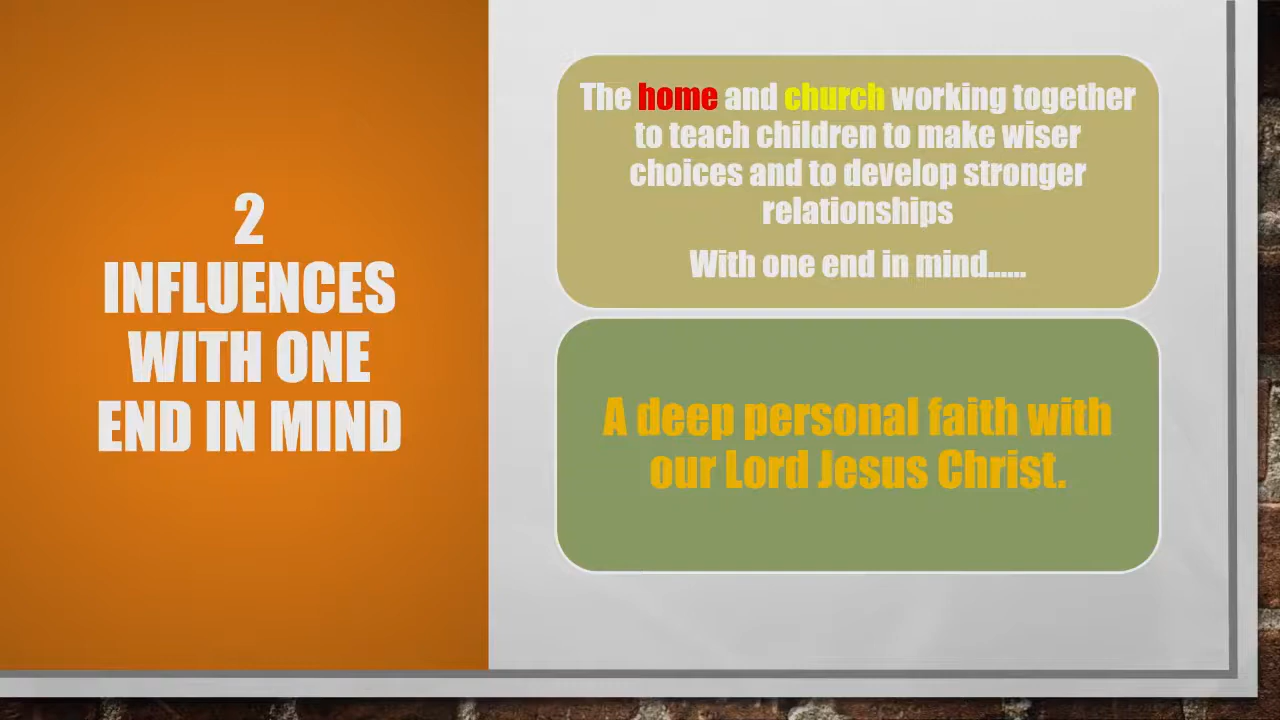 2
INFLUENCES
WITH ONE
END IN MIND
The home and church working together
to teach children to make wiser
choices and to develop stronger
relationships
With one end in mind......
A deep personal faith with
our Lord Jesus Christ.